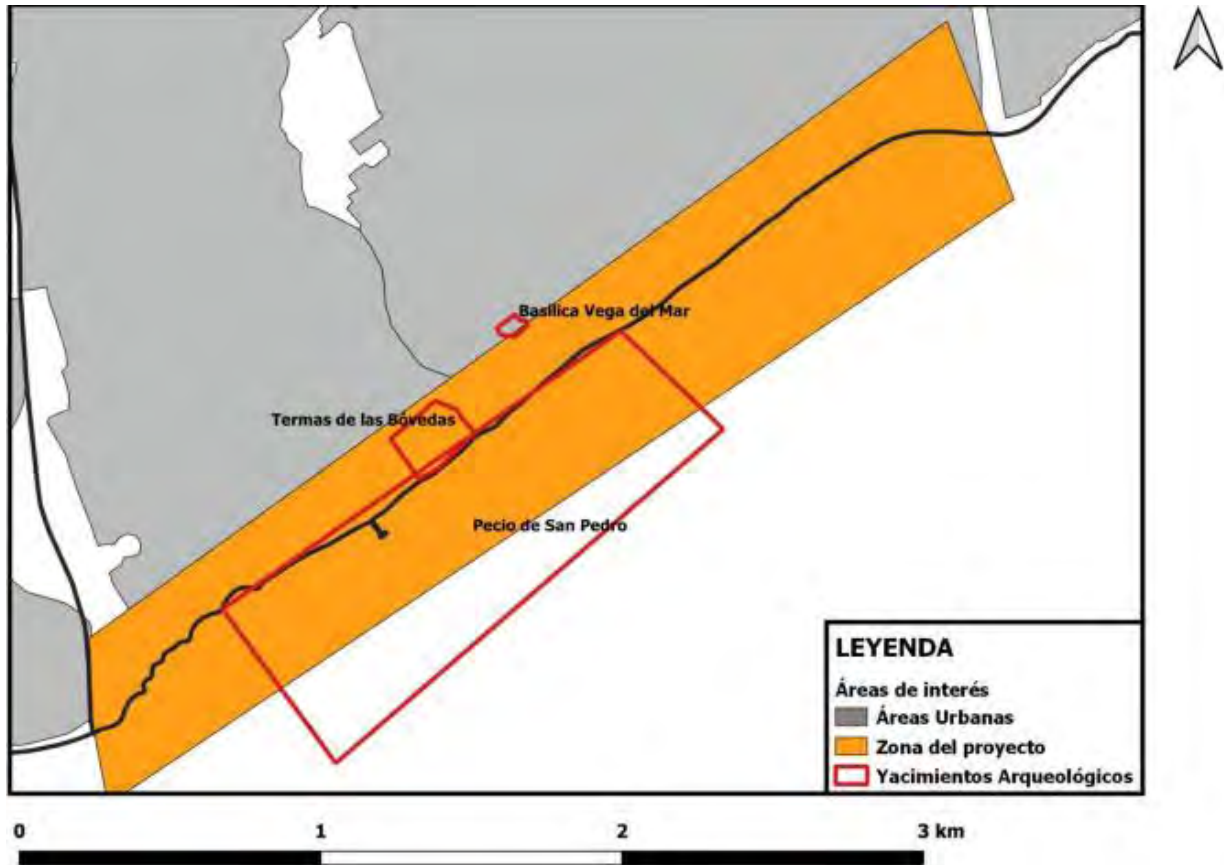 Basílica Vega del Mar
Termas de las Bóvedas
Pecio de San Pedro
LEYENDA
Áreas de interés
Áreas Urbanas
Zona del proyecto
Yacimientos Arqueológicos
0 1 2 3 km